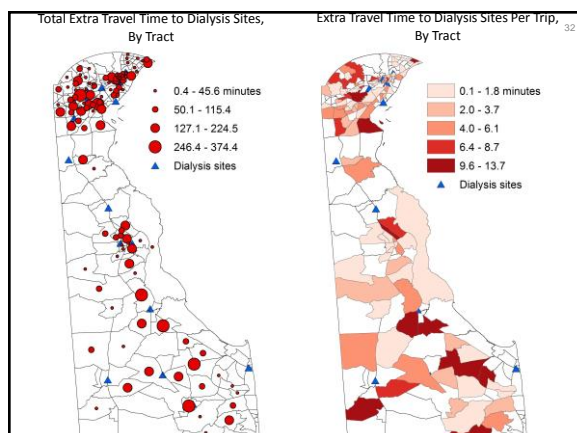 Total Extra Travel Time to Dialysis Sites,
By Tract
0.4 - 45.6 minutes
50.1 - 115.4
127.1 - 224.5
246.4 - 374.4
Dialysis sites
Extra Travel Time to Dialysis Sites Per Trip,
By Tract
32
0.1 - 1.8 minutes
2.0 - 3.7
4.0 - 6.1
6.4 - 8.7
9.6 - 13.7
Dialysis sites